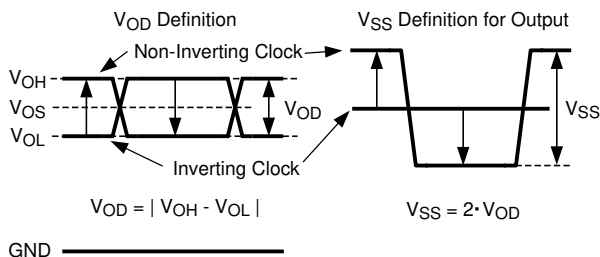 VOD Definition
VSS Definition for Output
Non-Inverting Clock
VOH
VOS
VOL
VOD
VSS
Inverting Clock
VOD = | VOH - VOL |
VSS = 2· VOD
GND